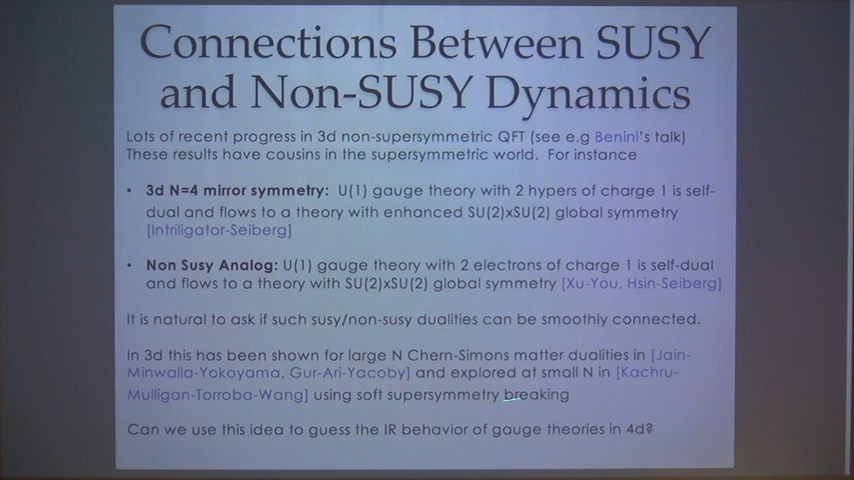 Connections Between SUSY
and Non-SUSY Dynamics
Lots of recent progress in 3d non-supersymmetric QFT (see e.g Benini's talk)
These results have cousins in the supersymmetric world. For instance
• 3d N=4 mirror symmetry: U(1) gauge theory with 2 hypers of charge 1 is self-
dual and flows to a theory with enhanced SU(2)xSU(2) global symmetry
[Intriligator-Seiberg]
• Non Susy Analog: U(1) gauge theory with 2 electrons of charge 1 is self-dual
and flows to a theory with SU(2)xSU(2) global symmetry [Xu-You, Hsin-Seiberg]
It is natural to ask if such susy/non-susy dualities can be smoothly connected.
In 3d this has been shown for large N Chern-Simons matter dualities in [Jain-
Minwalla-Yokoyama, Gur-Ari-Yacoby] and explored at small N in [Kachru-
Mulligan-Torroba-Wang] using soft supersymmetry breaking
Can we use this idea to guess the IR behavior of gauge theories in 4d?